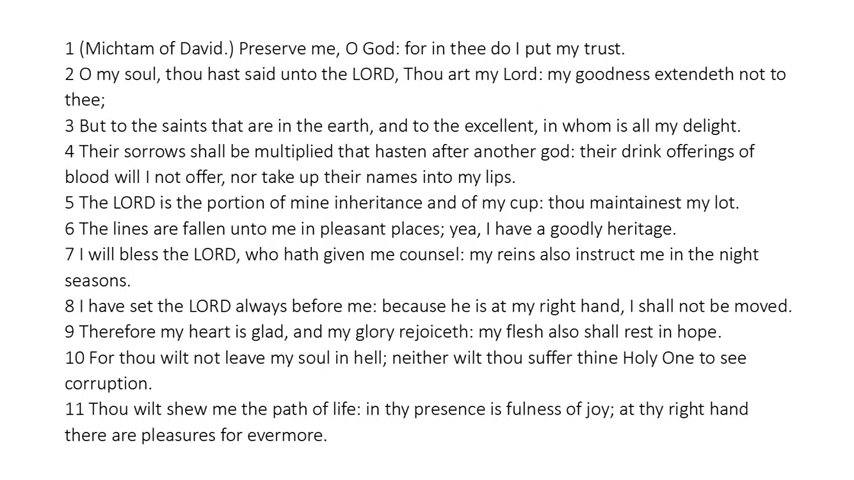 1 (Michtam of David.) Preserve me, O God: for in thee do I put my trust.
2 O my soul, thou hast said unto the LORD, Thou art my Lord: my goodness extendeth not to
thee;
3 But to the saints that are in the earth, and to the excellent, in whom is all my delight.
4 Their sorrows shall be multiplied that hasten after another god: their drink offerings of
blood will I not offer, nor take up their names into my lips.
5 The LORD is the portion of mine inheritance and of my cup: thou maintainest my lot.
6 The lines are fallen unto me in pleasant places; yea, I have a goodly heritage.
7 I will bless the LORD, who hath given me counsel: my reins also instruct me in the night
seasons.
8 I have set the LORD always before me: because he is at my right hand, I shall not be moved.
9 Therefore my heart is glad, and my glory rejoiceth: my flesh also shall rest in hope.
10 For thou wilt not leave my soul in hell; neither wilt thou suffer thine Holy One to see
corruption.
11 Thou wilt shew me the path of life: in thy presence is fulness of joy; at thy right hand
there are pleasures for evermore.